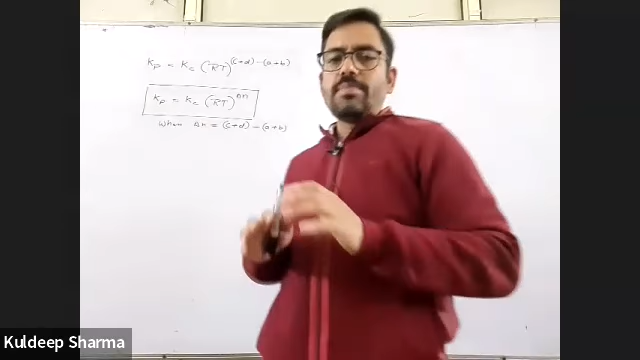 Kp = Kc (RT)^(c+d)-(a+b)
Kp = Kc (RT)^Δn
When Δn = (c+d) - (a+b)
Kuldeep Sharma